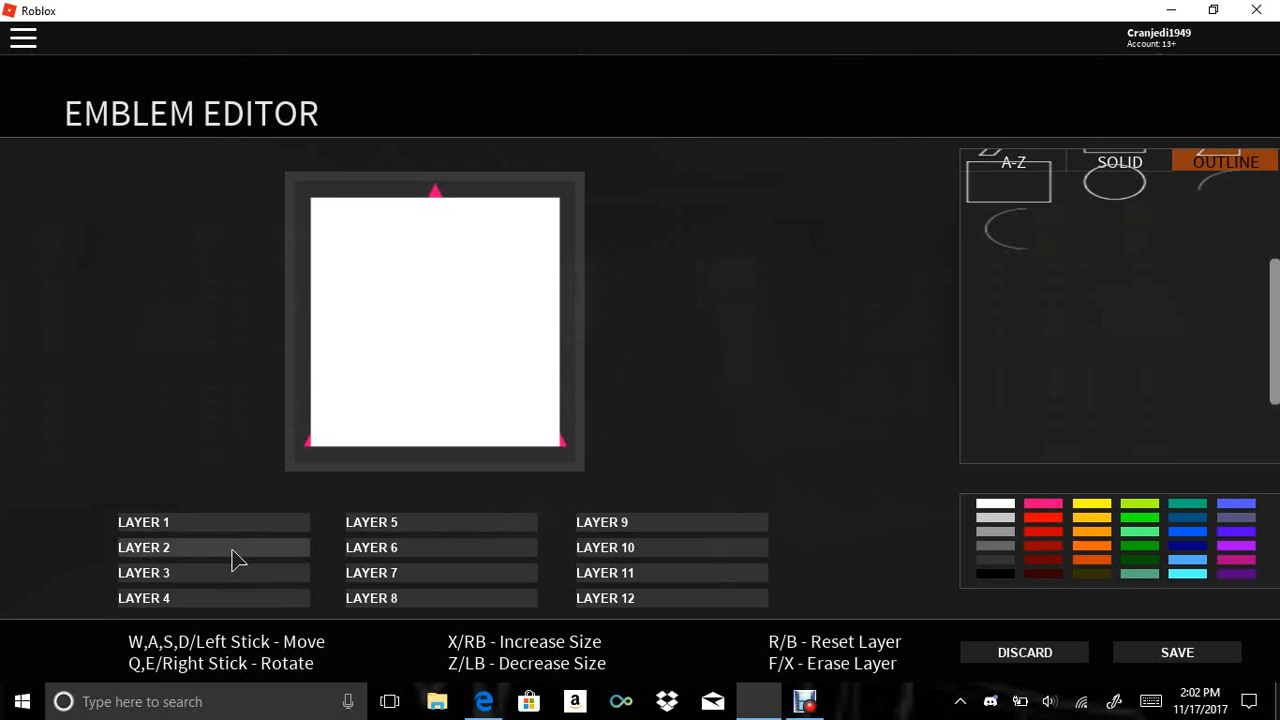 Roblox
Cranjedi1949
Account: 13+
EMBLEM EDITOR
A-Z
SOLID
OUTLINE
LAYER 1
LAYER 5
LAYER 9
LAYER 2
LAYER 6
LAYER 10
LAYER 3
LAYER 7
LAYER 11
LAYER 4
LAYER 8
LAYER 12
W,A,S,D/Left Stick - Move
X/RB - Increase Size
R/B - Reset Layer
Q,E/Right Stick - Rotate
Z/LB - Decrease Size
F/X - Erase Layer
DISCARD
SAVE
Type here to search
2:02 PM
11/17/2017